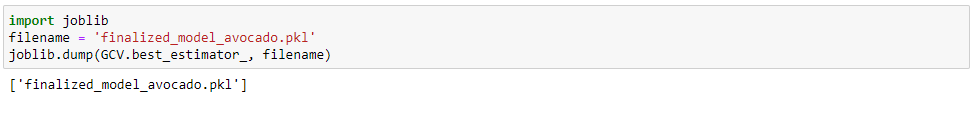 import joblib
filename = 'finalized_model_avocado.pkl'
joblib.dump(GCV.best_estimator_, filename)
['finalized_model_avocado.pkl']